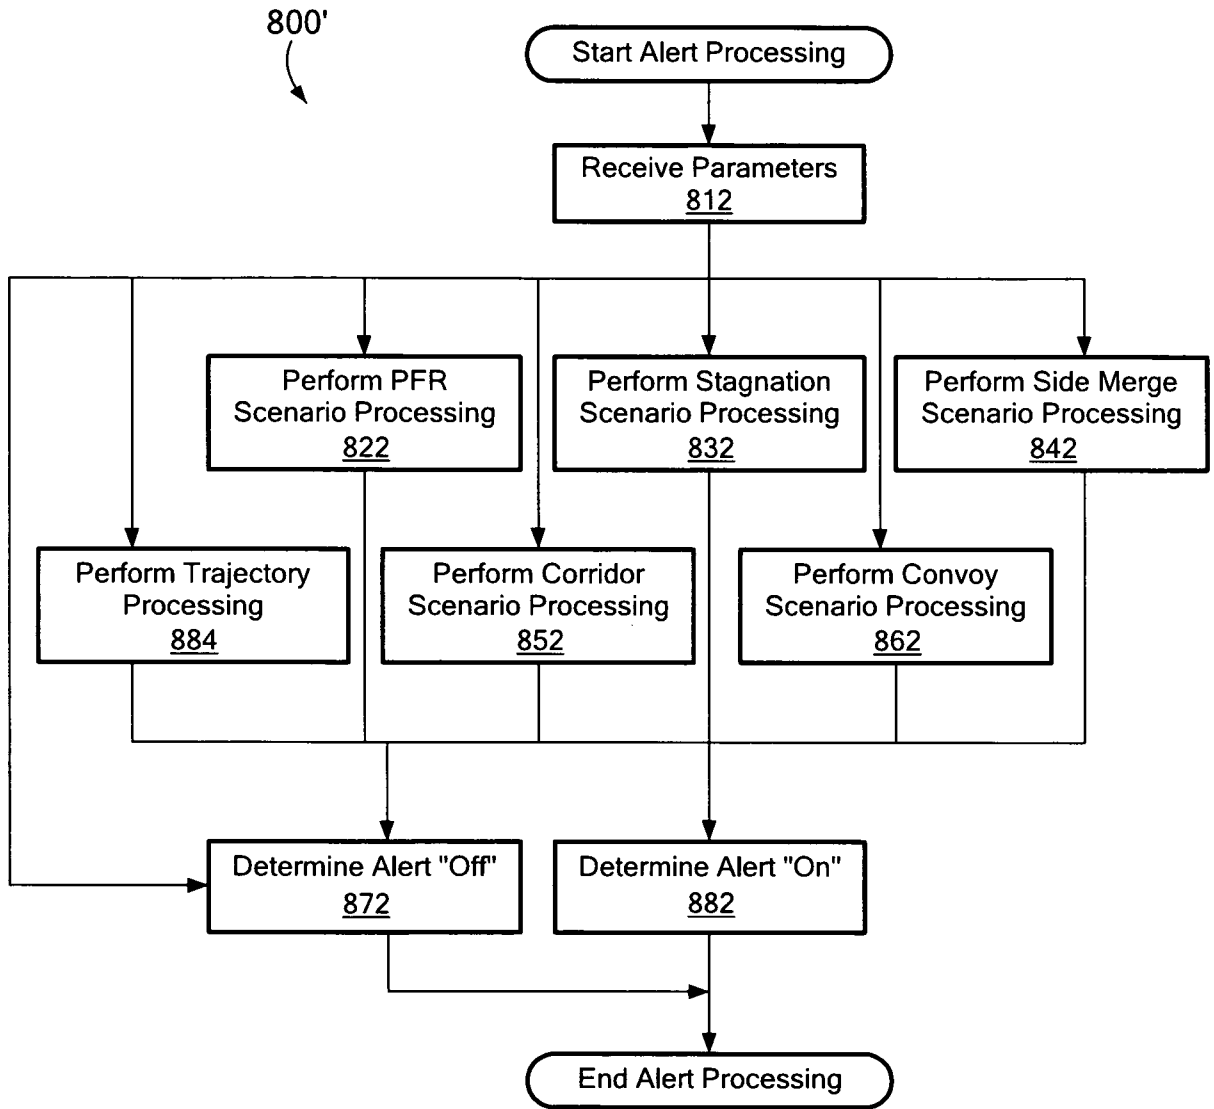 800'
Start Alert Processing
Receive Parameters
812
Perform PFR
Scenario Processing
822
Perform Stagnation
Scenario Processing
832
Perform Side Merge
Scenario Processing
842
Perform Trajectory
Processing
884
Perform Corridor
Scenario Processing
852
Perform Convoy
Scenario Processing
862
Determine Alert "Off"
872
Determine Alert "On"
882
End Alert Processing